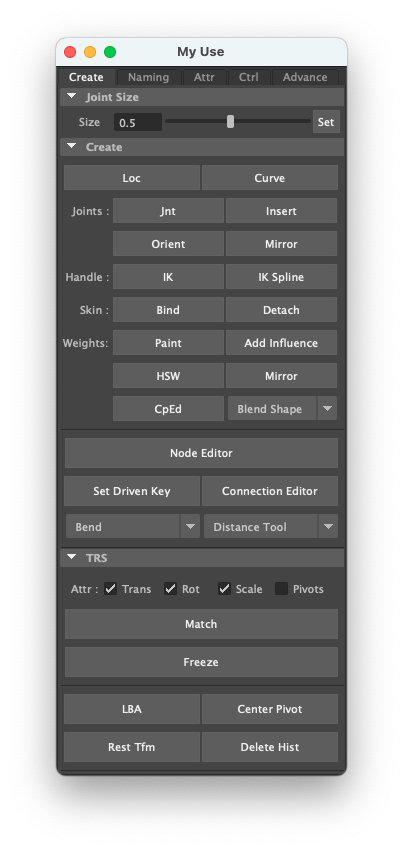 My Use
Create Naming Attr Ctrl Advance
Joint Size
Size 0.5 Set
Create
Loc Curve
Joints : Jnt Insert
Orient Mirror
Handle : IK IK Spline
Skin : Bind Detach
Weights: Paint Add Influence
HSW Mirror
CpEd Blend Shape
Node Editor
Set Driven Key Connection Editor
Bend Distance Tool
TRS
Attr : Trans Rot Scale Pivots
Match
Freeze
LBA Center Pivot
Rest Tfm Delete Hist